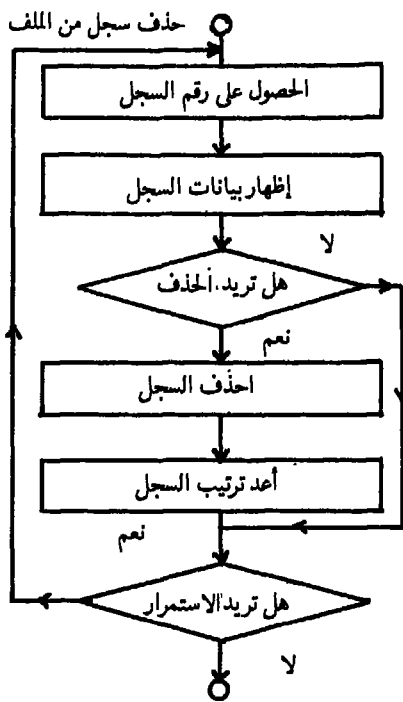 حذف سجل من الملف
الحصول على رقم السجل
إظهار بيانات السجل
لا
هل تريد الحذف
نعم
احذف السجل
أعد ترتيب السجل
نعم
هل تريد الاستمرار
لا